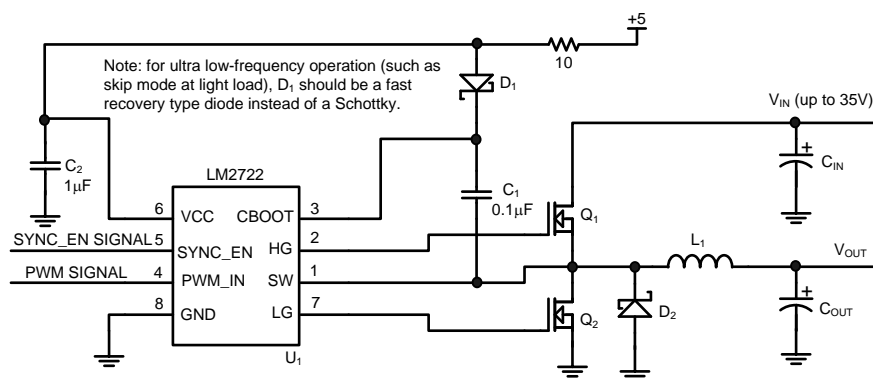 +5
10
Note: for ultra low-frequency operation (such as
skip mode at light load), D1 should be a fast
recovery type diode instead of a Schottky.
D1
VIN (up to 35V)
C2
1μF
LM2722
C1
0.1μF
CIN
6
VCC
CBOOT
3
Q1
SYNC_EN SIGNAL
5
SYNC_EN
HG
2
L1
VOUT
PWM SIGNAL
4
PWM_IN
SW
1
8
GND
LG
7
Q2
D2
COUT
U1
+
+